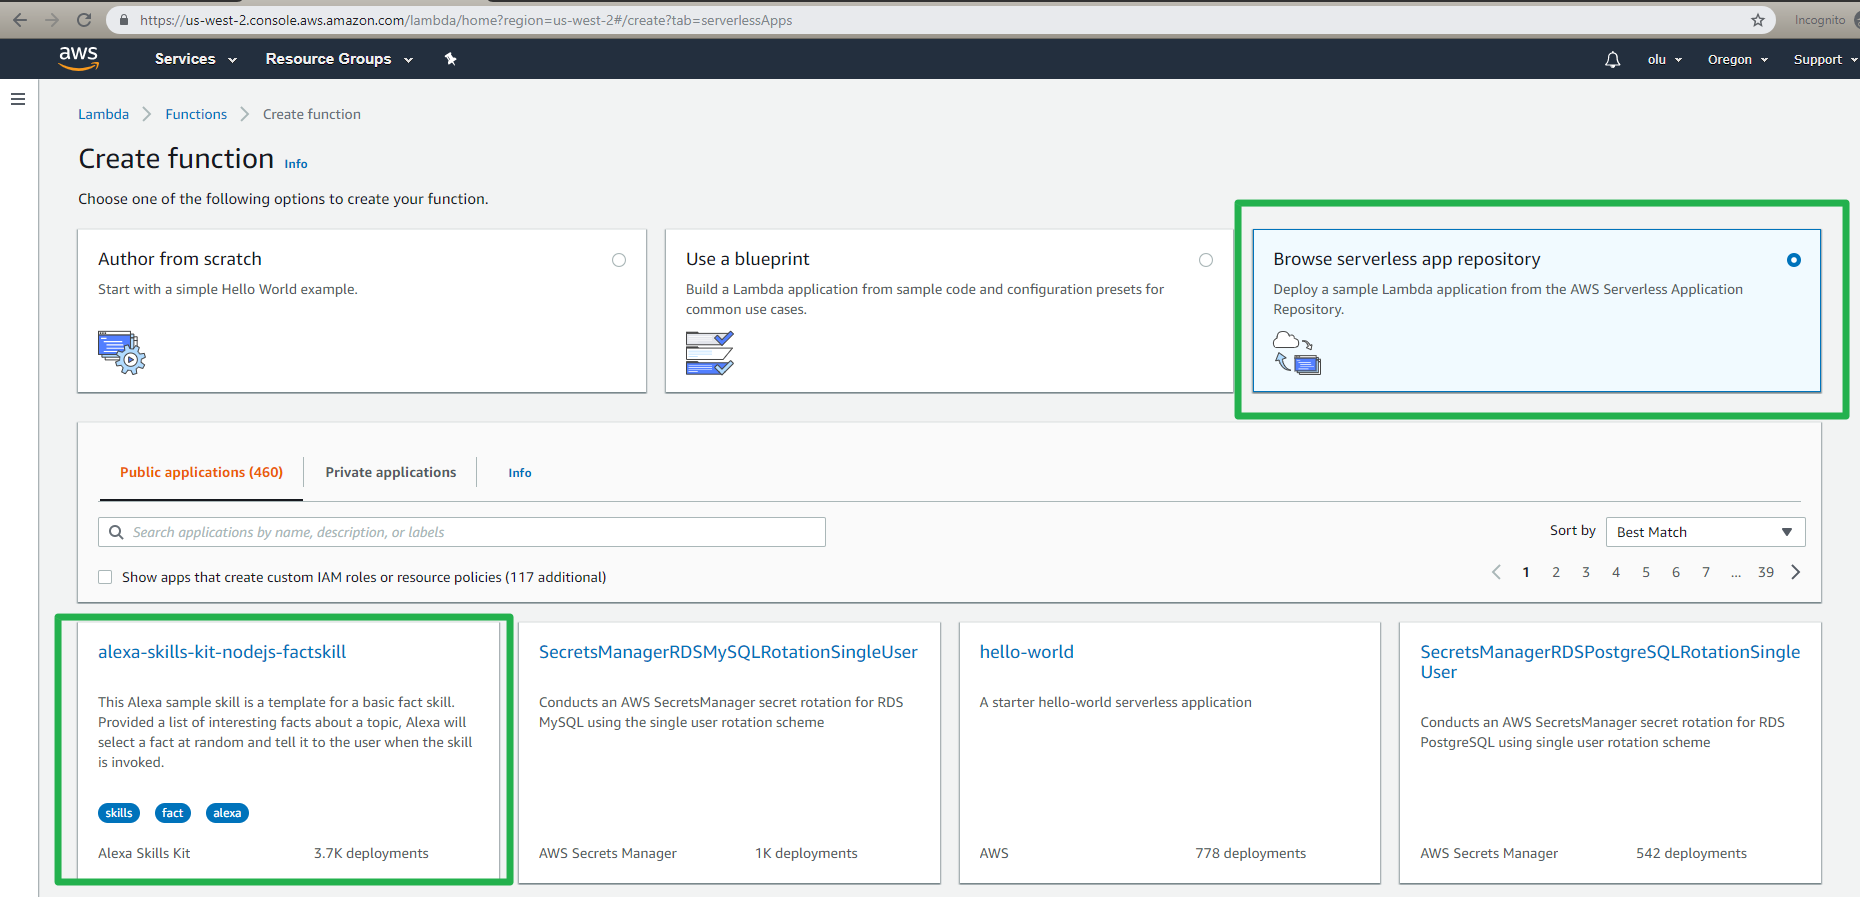 https://us-west-2.console.aws.amazon.com/lambda/home?region=us-west-2#/create?tab=serverlessApps
Incognito
aws
Services
Resource Groups
olu
Oregon
Support
Lambda
Functions
Create function
Create function
Info
Choose one of the following options to create your function.
Author from scratch
Start with a simple Hello World example.
Use a blueprint
Build a Lambda application from sample code and configuration presets for
common use cases.
Browse serverless app repository
Deploy a sample Lambda application from the AWS Serverless Application
Repository.
Public applications (460)
Private applications
Info
Search applications by name, description, or labels
Sort by
Best Match
Show apps that create custom IAM roles or resource policies (117 additional)
1 2 3 4 5 6 7 ... 39
alexa-skills-kit-nodejs-factskill
This Alexa sample skill is a template for a basic fact skill.
Provided a list of interesting facts about a topic, Alexa will
select a fact at random and tell it to the user when the skill
is invoked.
skills
fact
alexa
Alexa Skills Kit
3.7K deployments
SecretsManagerRDSMySQLRotationSingleUser
Conducts an AWS SecretsManager secret rotation for RDS
MySQL using the single user rotation scheme
AWS Secrets Manager
1K deployments
hello-world
A starter hello-world serverless application
AWS
778 deployments
SecretsManagerRDSPostgreSQLRotationSingle
User
Conducts an AWS SecretsManager secret rotation for RDS
PostgreSQL using single user rotation scheme
AWS Secrets Manager
542 deployments